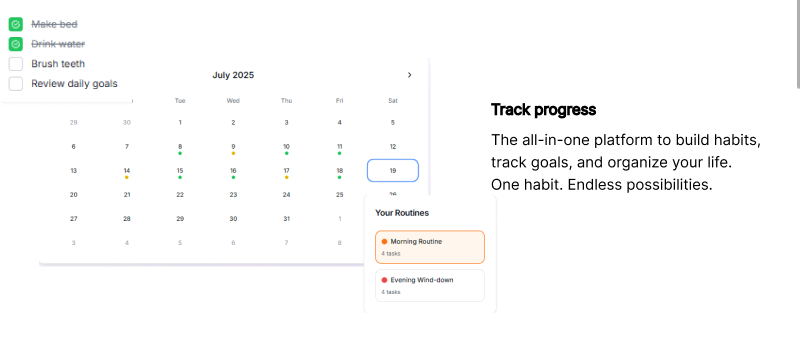 Make bed
Drink water
Brush teeth
Review daily goals
July 2025
Tue Wed Thu Fri Sat
29 30 1 2 3 4 5
6 7 8 9 10 11 12
13 14 15 16 17 18 19
20 21 22 23 24 25 26
27 28 29 30 31 1
3 4 5 6 7 8
Your Routines
Morning Routine
4 tasks
Evening Wind-down
4 tasks
Track progress
The all-in-one platform to build habits,
track goals, and organize your life.
One habit. Endless possibilities.